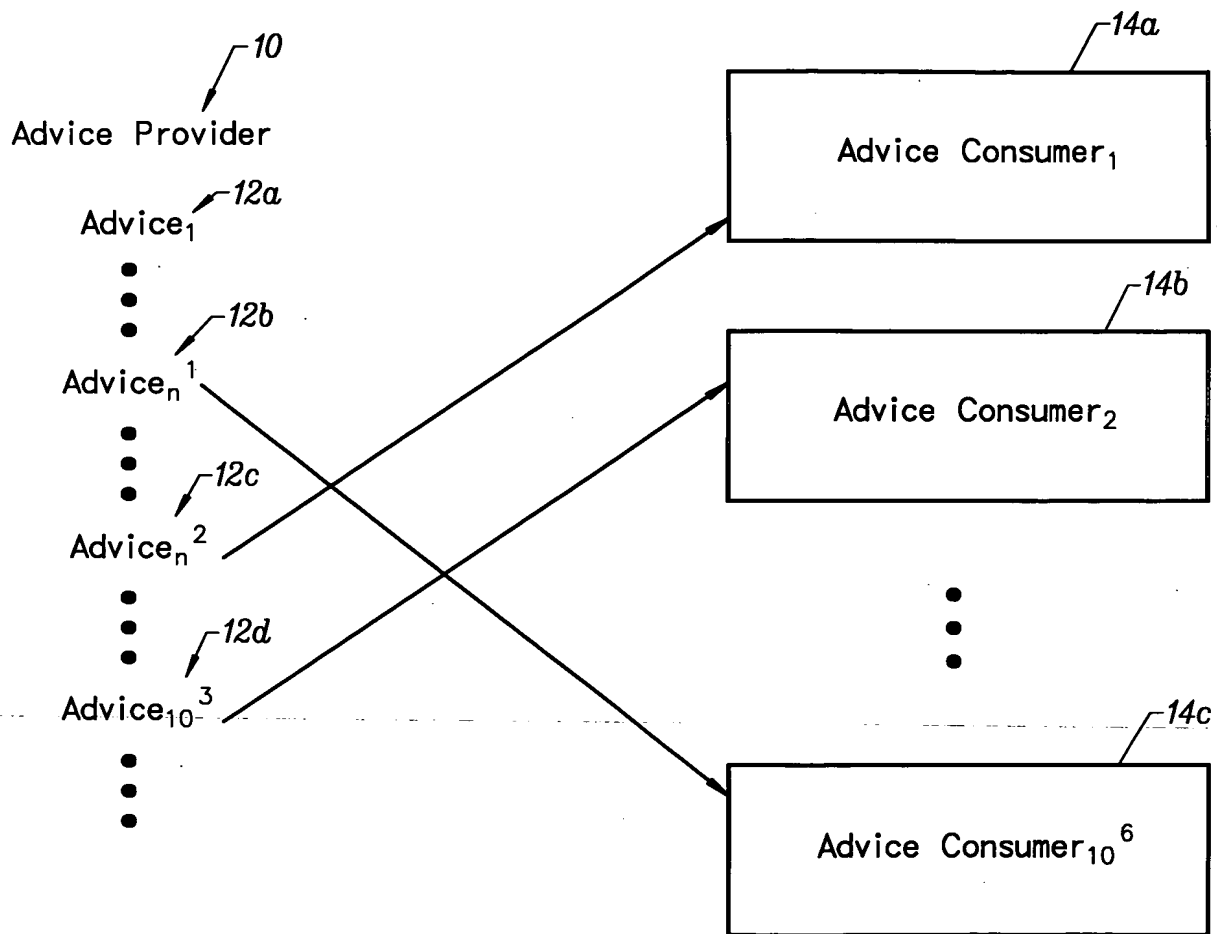 10
Advice Provider
12a
Advice₁
12b
Adviceₙ¹
12c
Adviceₙ²
12d
Advice₁₀³
14a
Advice Consumer₁
14b
Advice Consumer₂
14c
Advice Consumer₁₀⁶